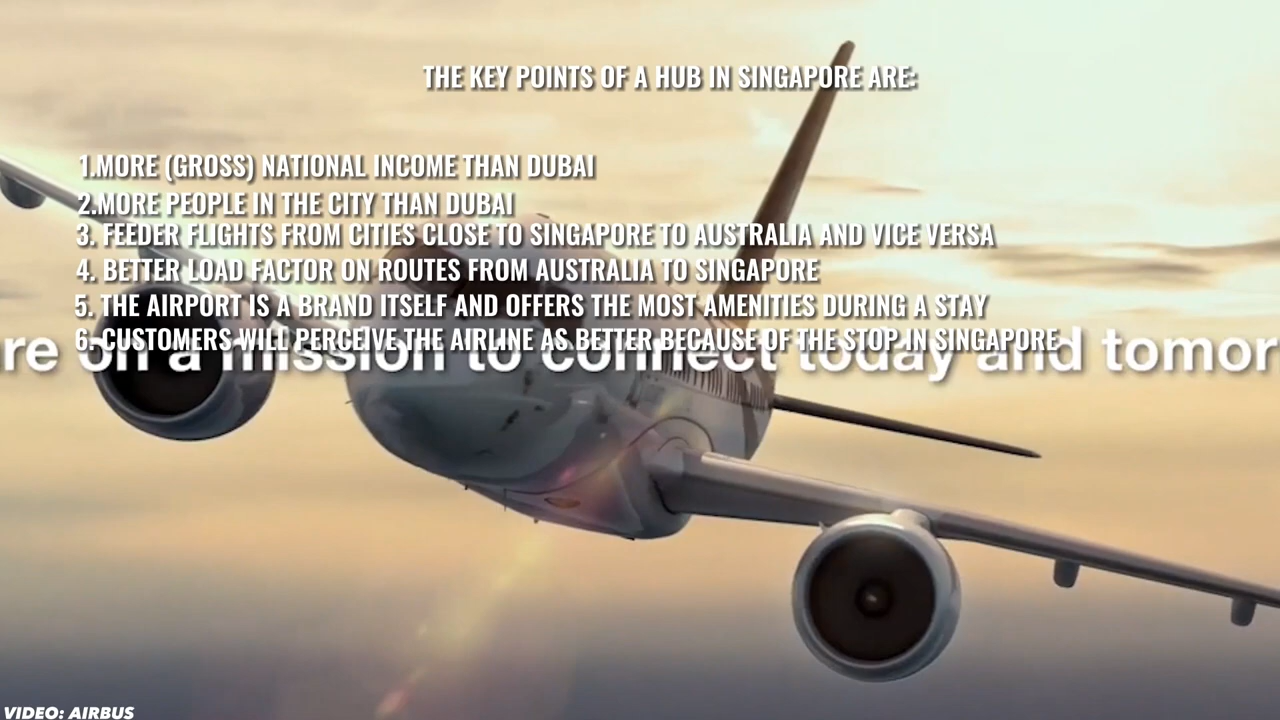 THE KEY POINTS OF A HUB IN SINGAPORE ARE:
1.MORE (GROSS) NATIONAL INCOME THAN DUBAI
2.MORE PEOPLE IN THE CITY THAN DUBAI
3. FEEDER FLIGHTS FROM CITIES CLOSE TO SINGAPORE TO AUSTRALIA AND VICE VERSA
4. BETTER LOAD FACTOR ON ROUTES FROM AUSTRALIA TO SINGAPORE
5. THE AIRPORT IS A BRAND ITSELF AND OFFERS THE MOST AMENITIES DURING A STAY
6. CUSTOMERS WILL PERCEIVE THE AIRLINE AS BETTER BECAUSE OF THE STOP IN SINGAPORE
re on a mission to connect today and tomor
VIDEO: AIRBUS